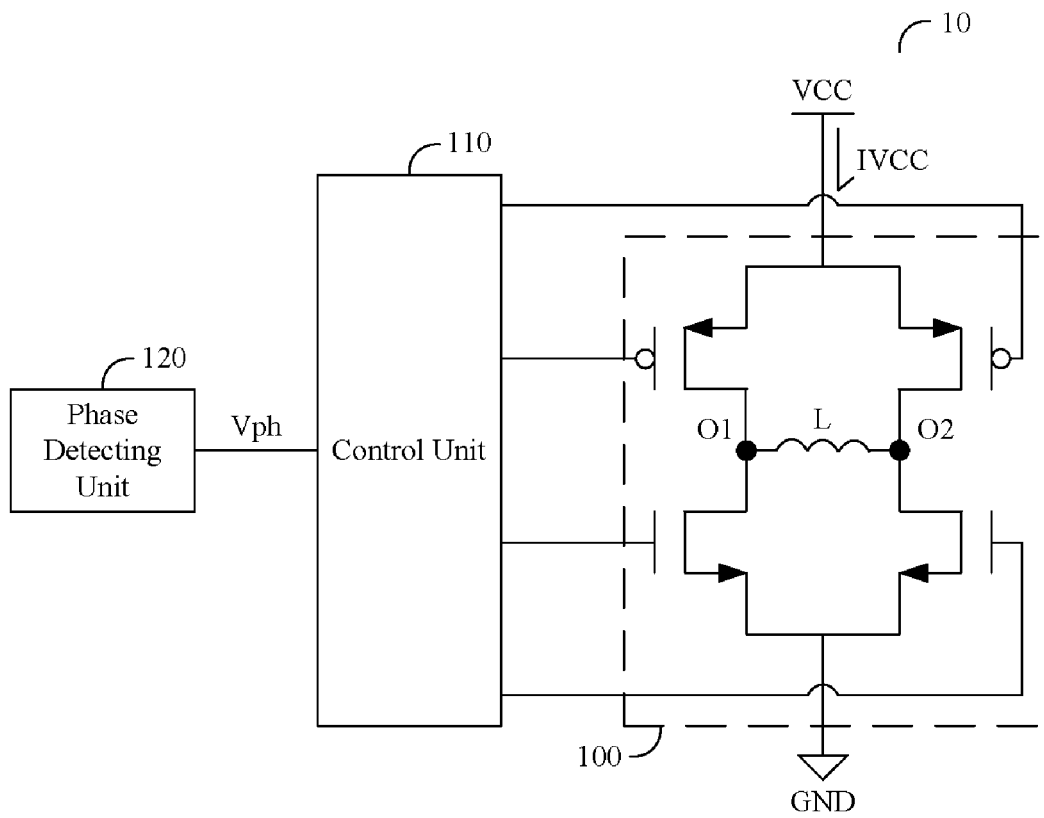 10
VCC
IVCC
110
120
Phase
Detecting
Unit
Vph
Control Unit
O1
L
O2
100
GND